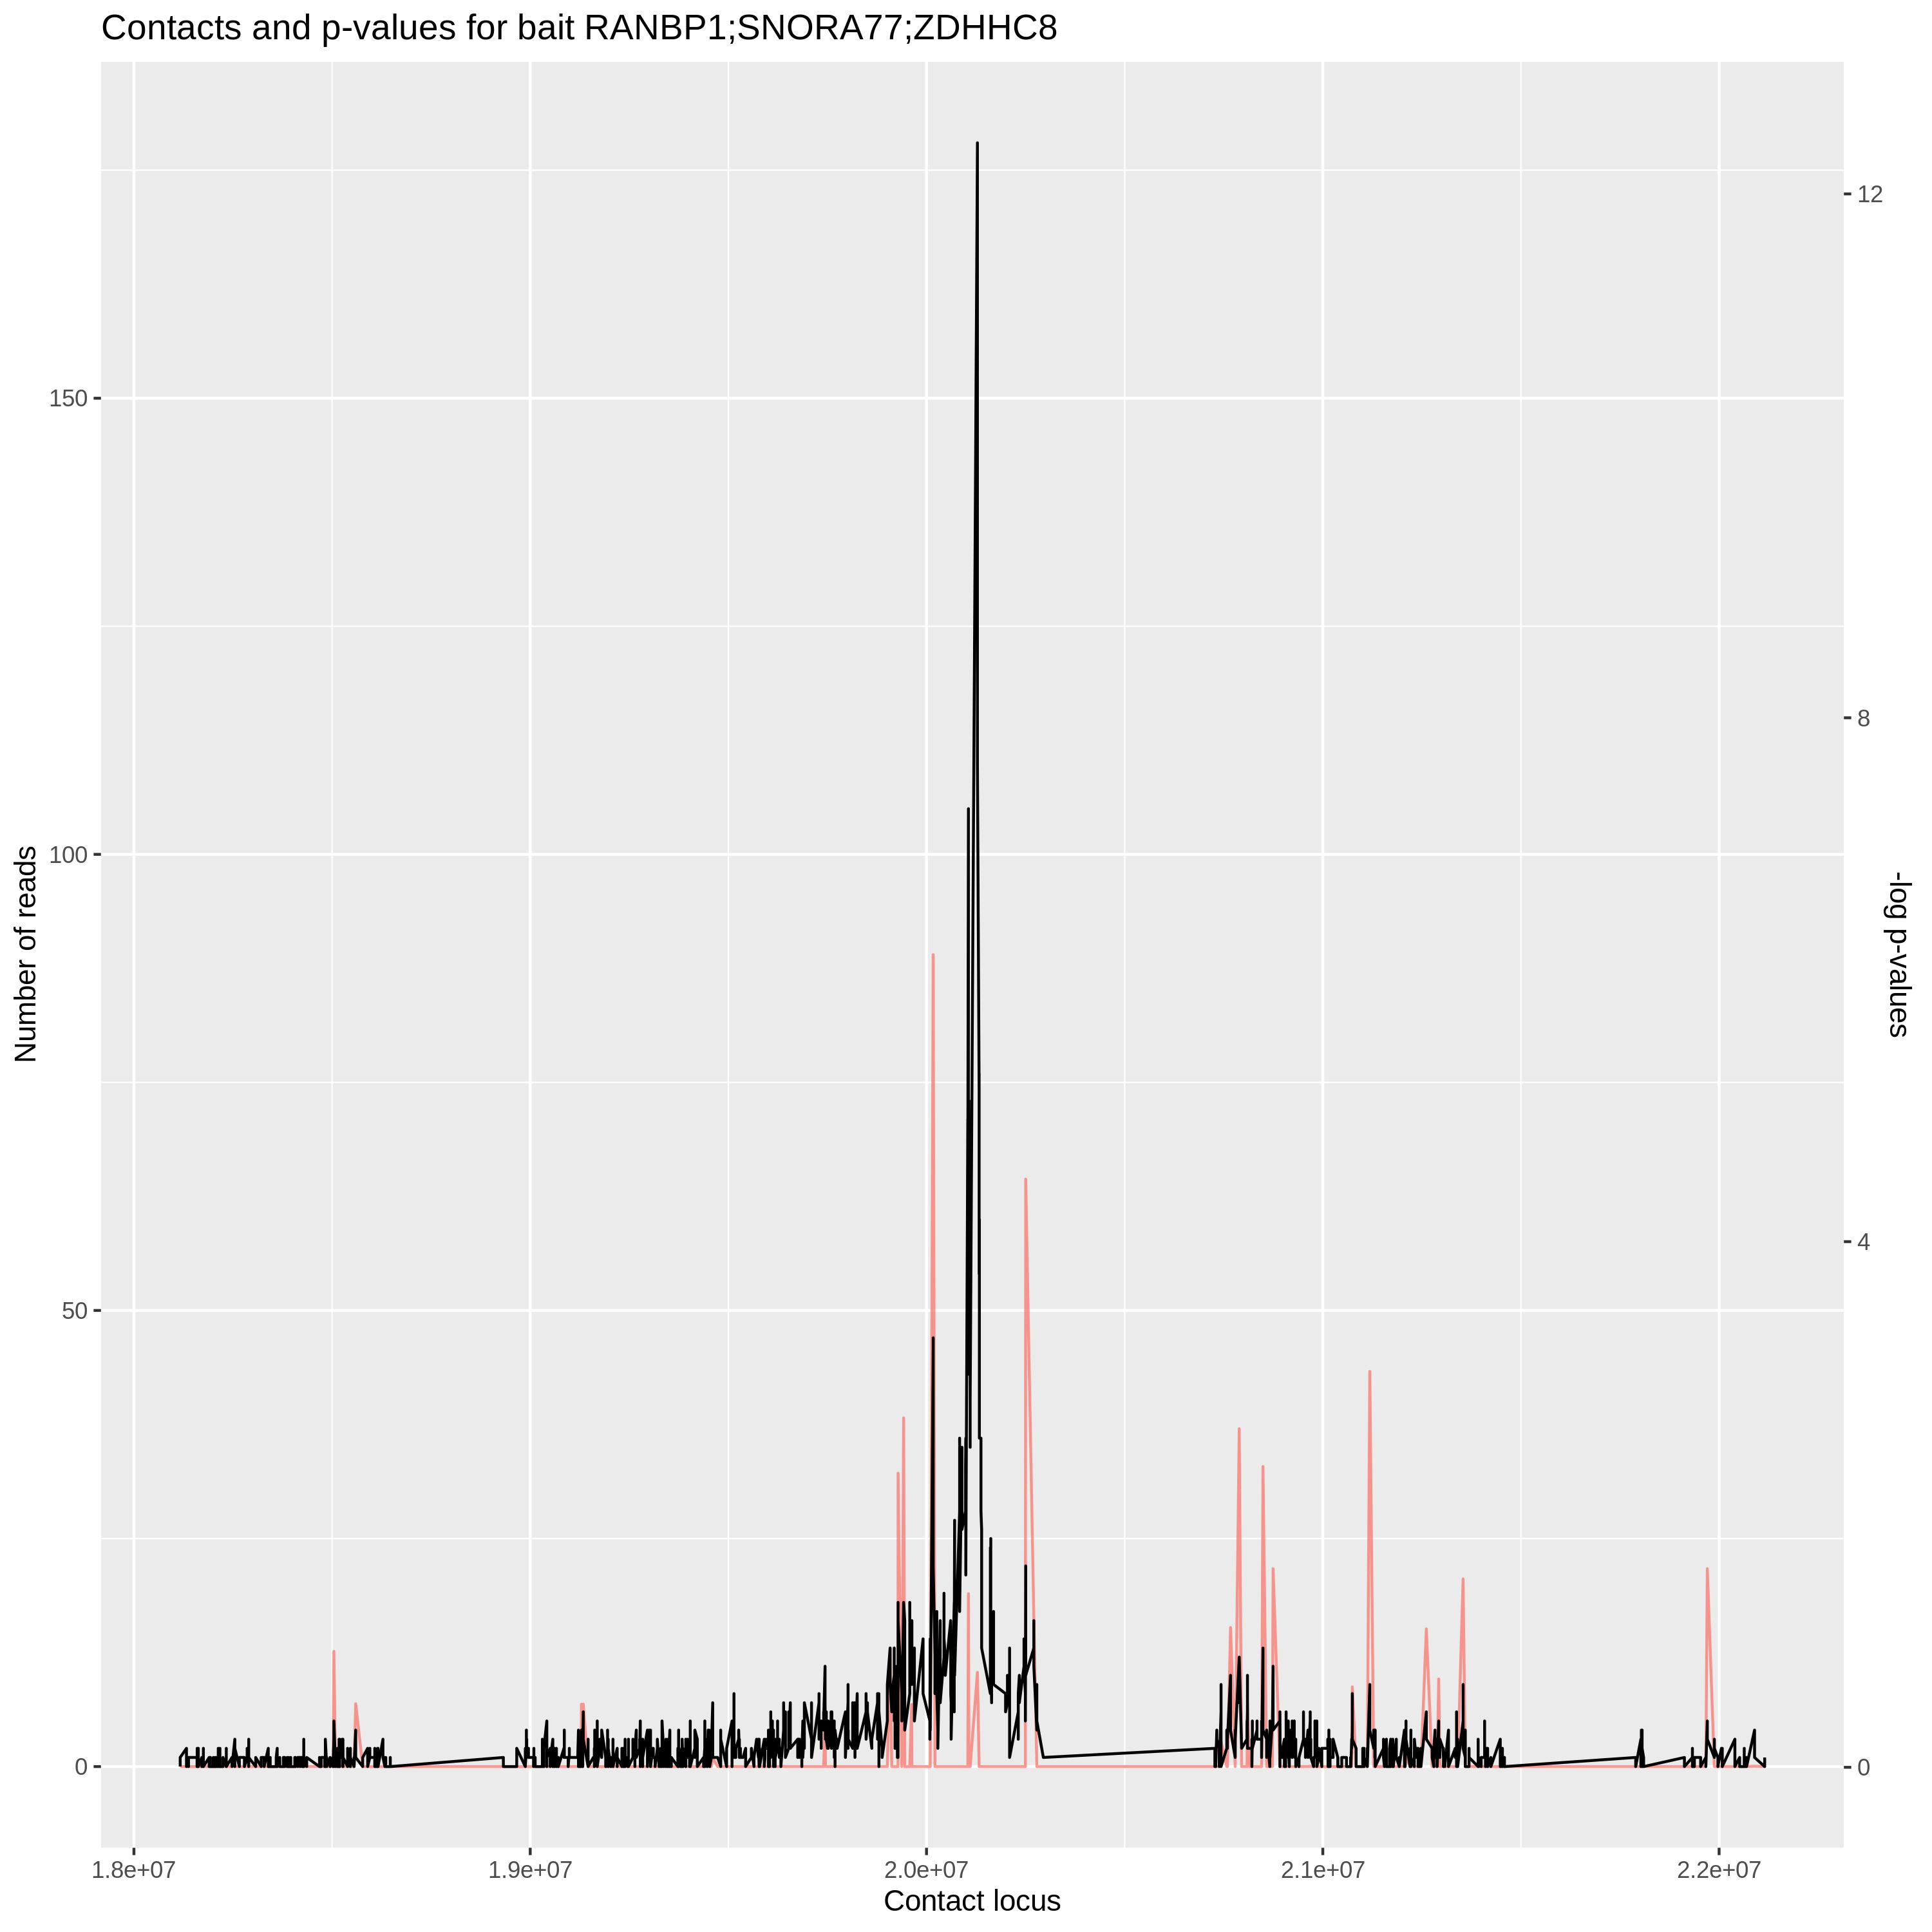 Contacts and p-values for bait RANBP1;SNORA77;ZDHHC8
Number of reads
150
100
50
0
12
8
4
0
-log p-values
1.8e+07
1.9e+07
2.0e+07
2.1e+07
2.2e+07
Contact locus